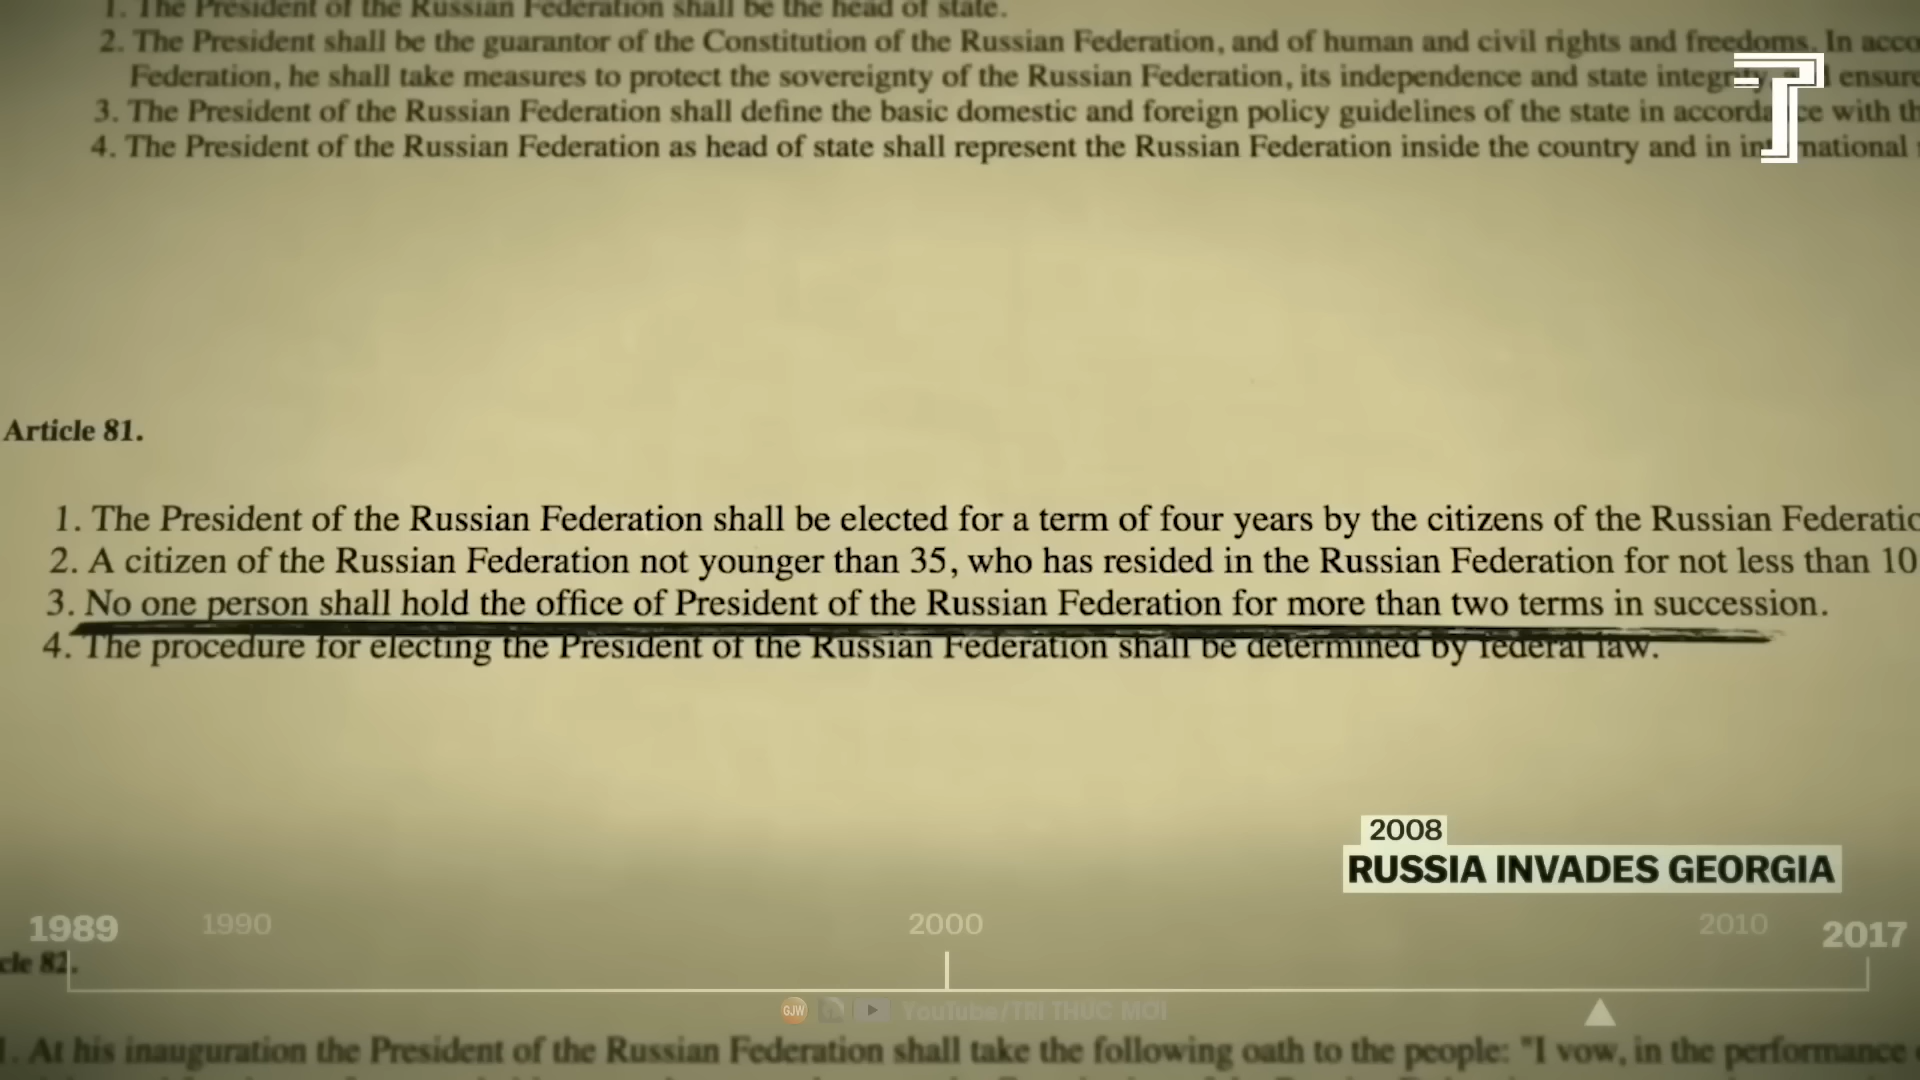 1. The President of the Russian Federation shall be the head of state.
2. The President shall be the guarantor of the Constitution of the Russian Federation, and of human and civil rights and freedoms. In acco
Federation, he shall take measures to protect the sovereignty of the Russian Federation, its independence and state integrity, and ensure
3. The President of the Russian Federation shall define the basic domestic and foreign policy guidelines of the state in accordance with th
4. The President of the Russian Federation as head of state shall represent the Russian Federation inside the country and in international
Article 81.
1. The President of the Russian Federation shall be elected for a term of four years by the citizens of the Russian Federatio
2. A citizen of the Russian Federation not younger than 35, who has resided in the Russian Federation for not less than 10
3. No one person shall hold the office of President of the Russian Federation for more than two terms in succession.
4. The procedure for electing the President of the Russian Federation shall be determined by federal law.
2008
RUSSIA INVADES GEORGIA
1989 1990 2000 2010 2017
cle 82.
GJW YouTube/TRI THỨC MỚI
1. At his inauguration the President of the Russian Federation shall take the following oath to the people: "I vow, in the performance